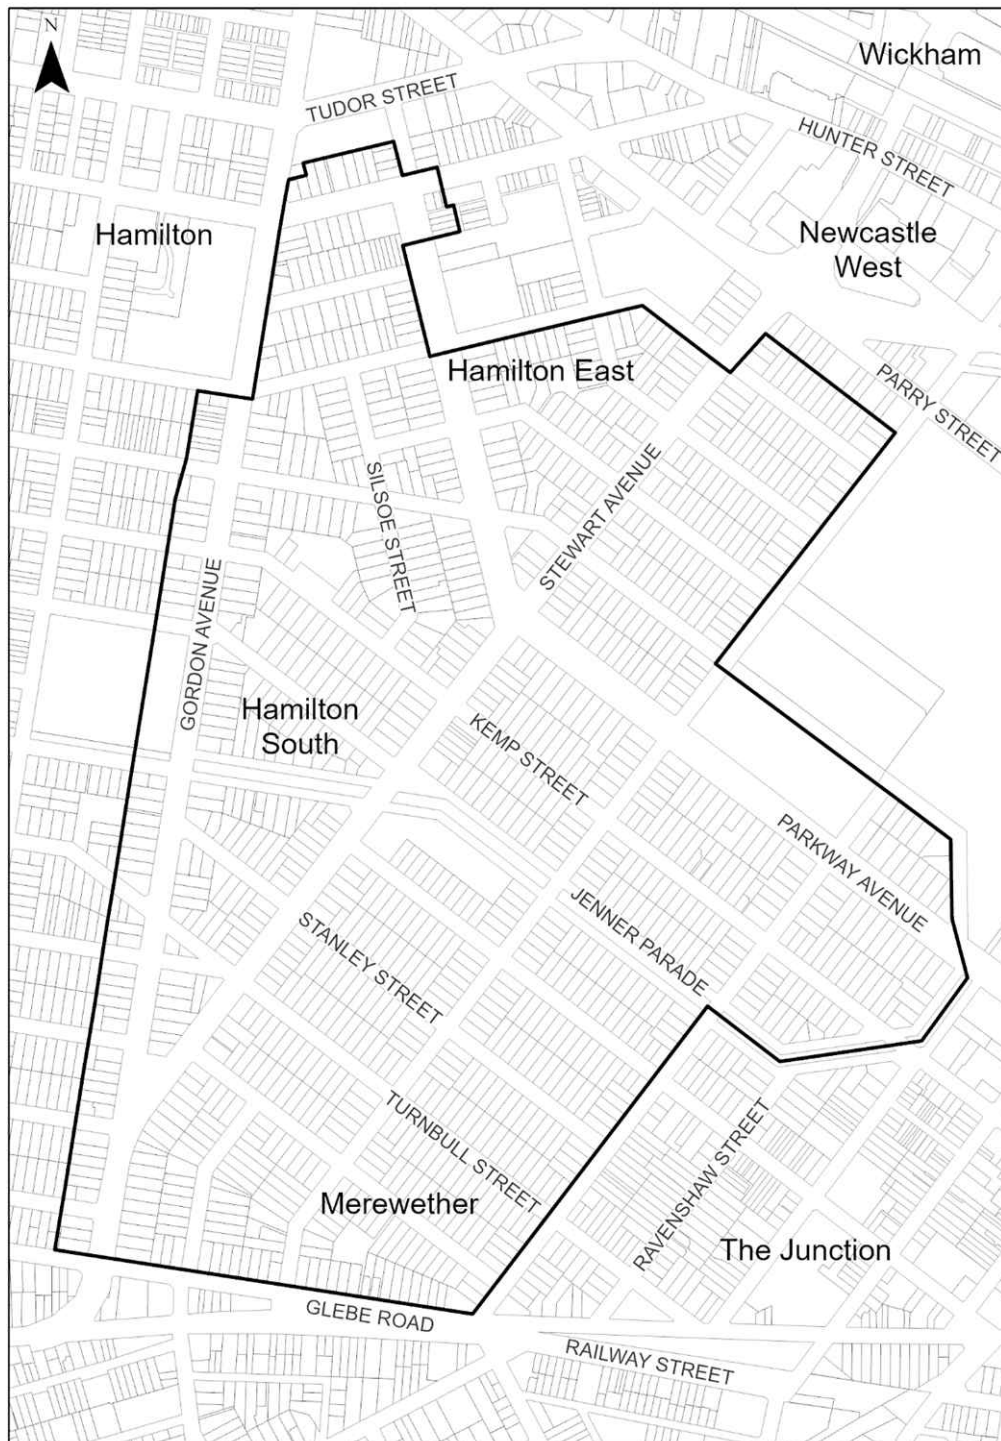 N
Wickham
TUDOR STREET
HUNTER STREET
Hamilton
Newcastle
West
Hamilton East
PARRY STREET
SILSOE STREET
STEWART AVENUE
GORDON AVENUE
Hamilton
South
KEMP STREET
PARKWAY AVENUE
JENNER PARADE
STANLEY STREET
TURNBULL STREET
RAVENSHAW STREET
Merewether
The Junction
GLEBE ROAD
RAILWAY STREET